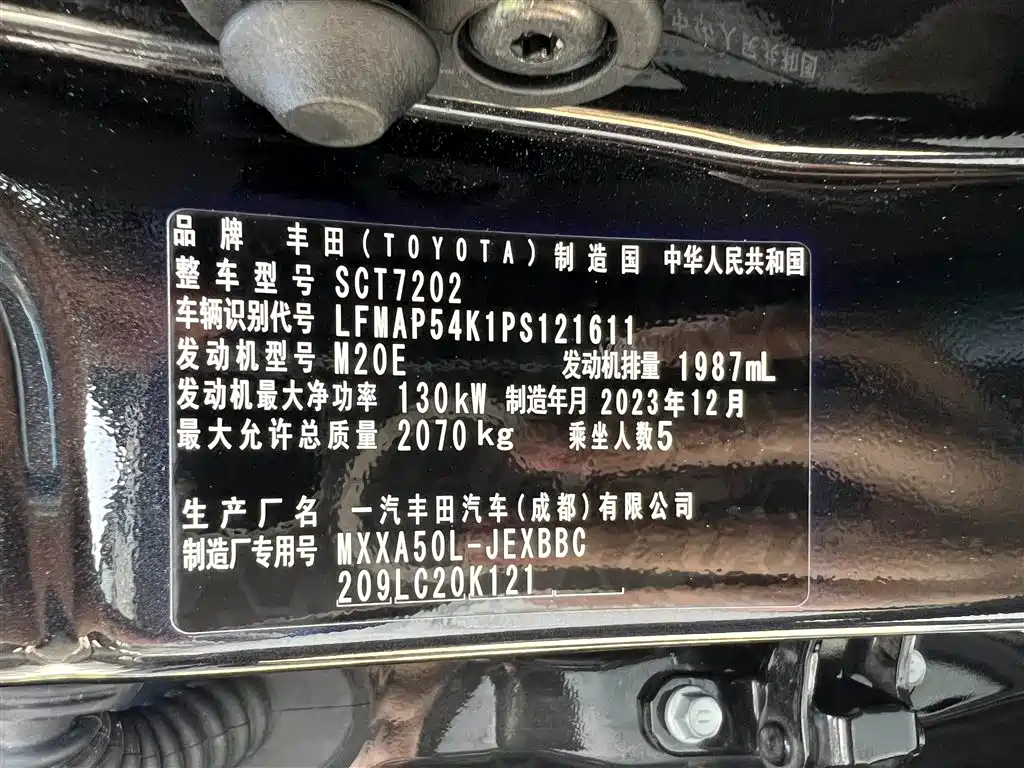 品牌 丰田(TOYOTA) 制造国 中华人民共和国
整车型号 SCT7202
车辆识别代号 LFMAP54K1PS121611
发动机型号 M20E 发动机排量 1987mL
发动机最大净功率 130kW 制造年月 2023年12月
最大允许总质量 2070kg 乘坐人数5
生产厂名 一汽丰田汽车(成都)有限公司
制造厂专用号 MXXA50L-JEXBBC
209LC20K121